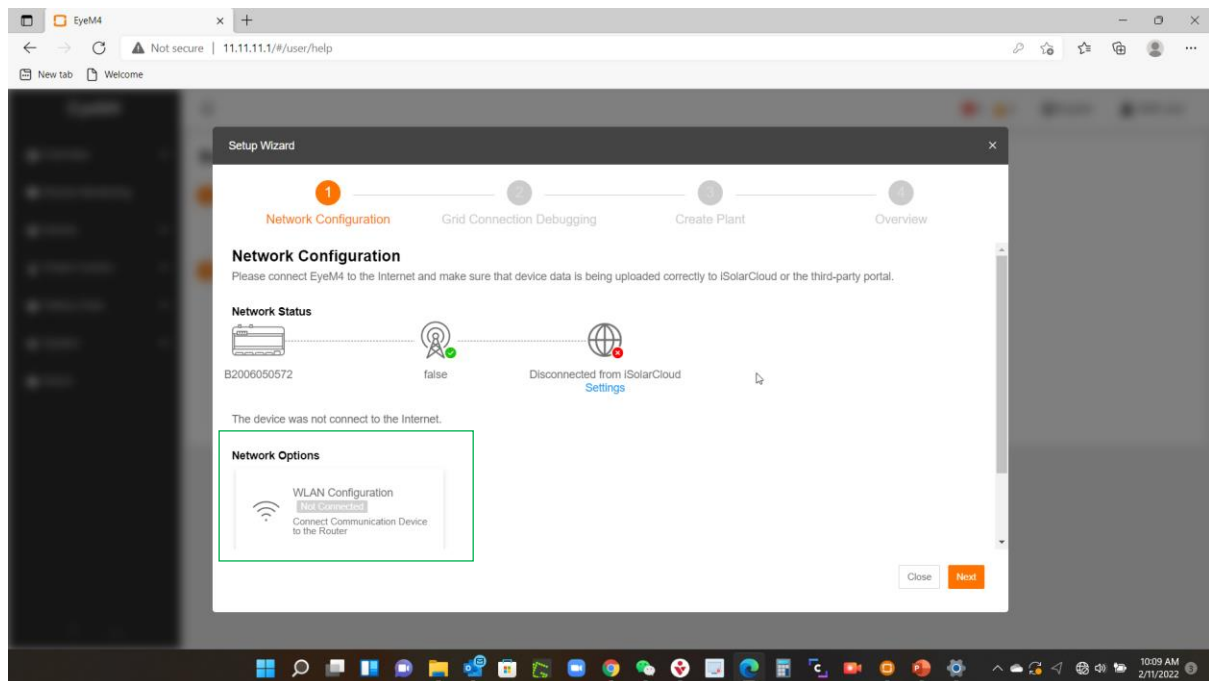 EyeM4
Not secure | 11.11.11.1/#/user/help
New tab Welcome
Setup Wizard
1 2 3 4
Network Configuration Grid Connection Debugging Create Plant Overview
Network Configuration
Please connect EyeM4 to the Internet and make sure that device data is being uploaded correctly to iSolarCloud or the third-party portal.
Network Status
B2006050572 false Disconnected from iSolarCloud
Settings
The device was not connect to the Internet.
Network Options
WLAN Configuration
Not Connected
Connect Communication Device
to the Router
Close Next
10:09 AM
2/11/2022